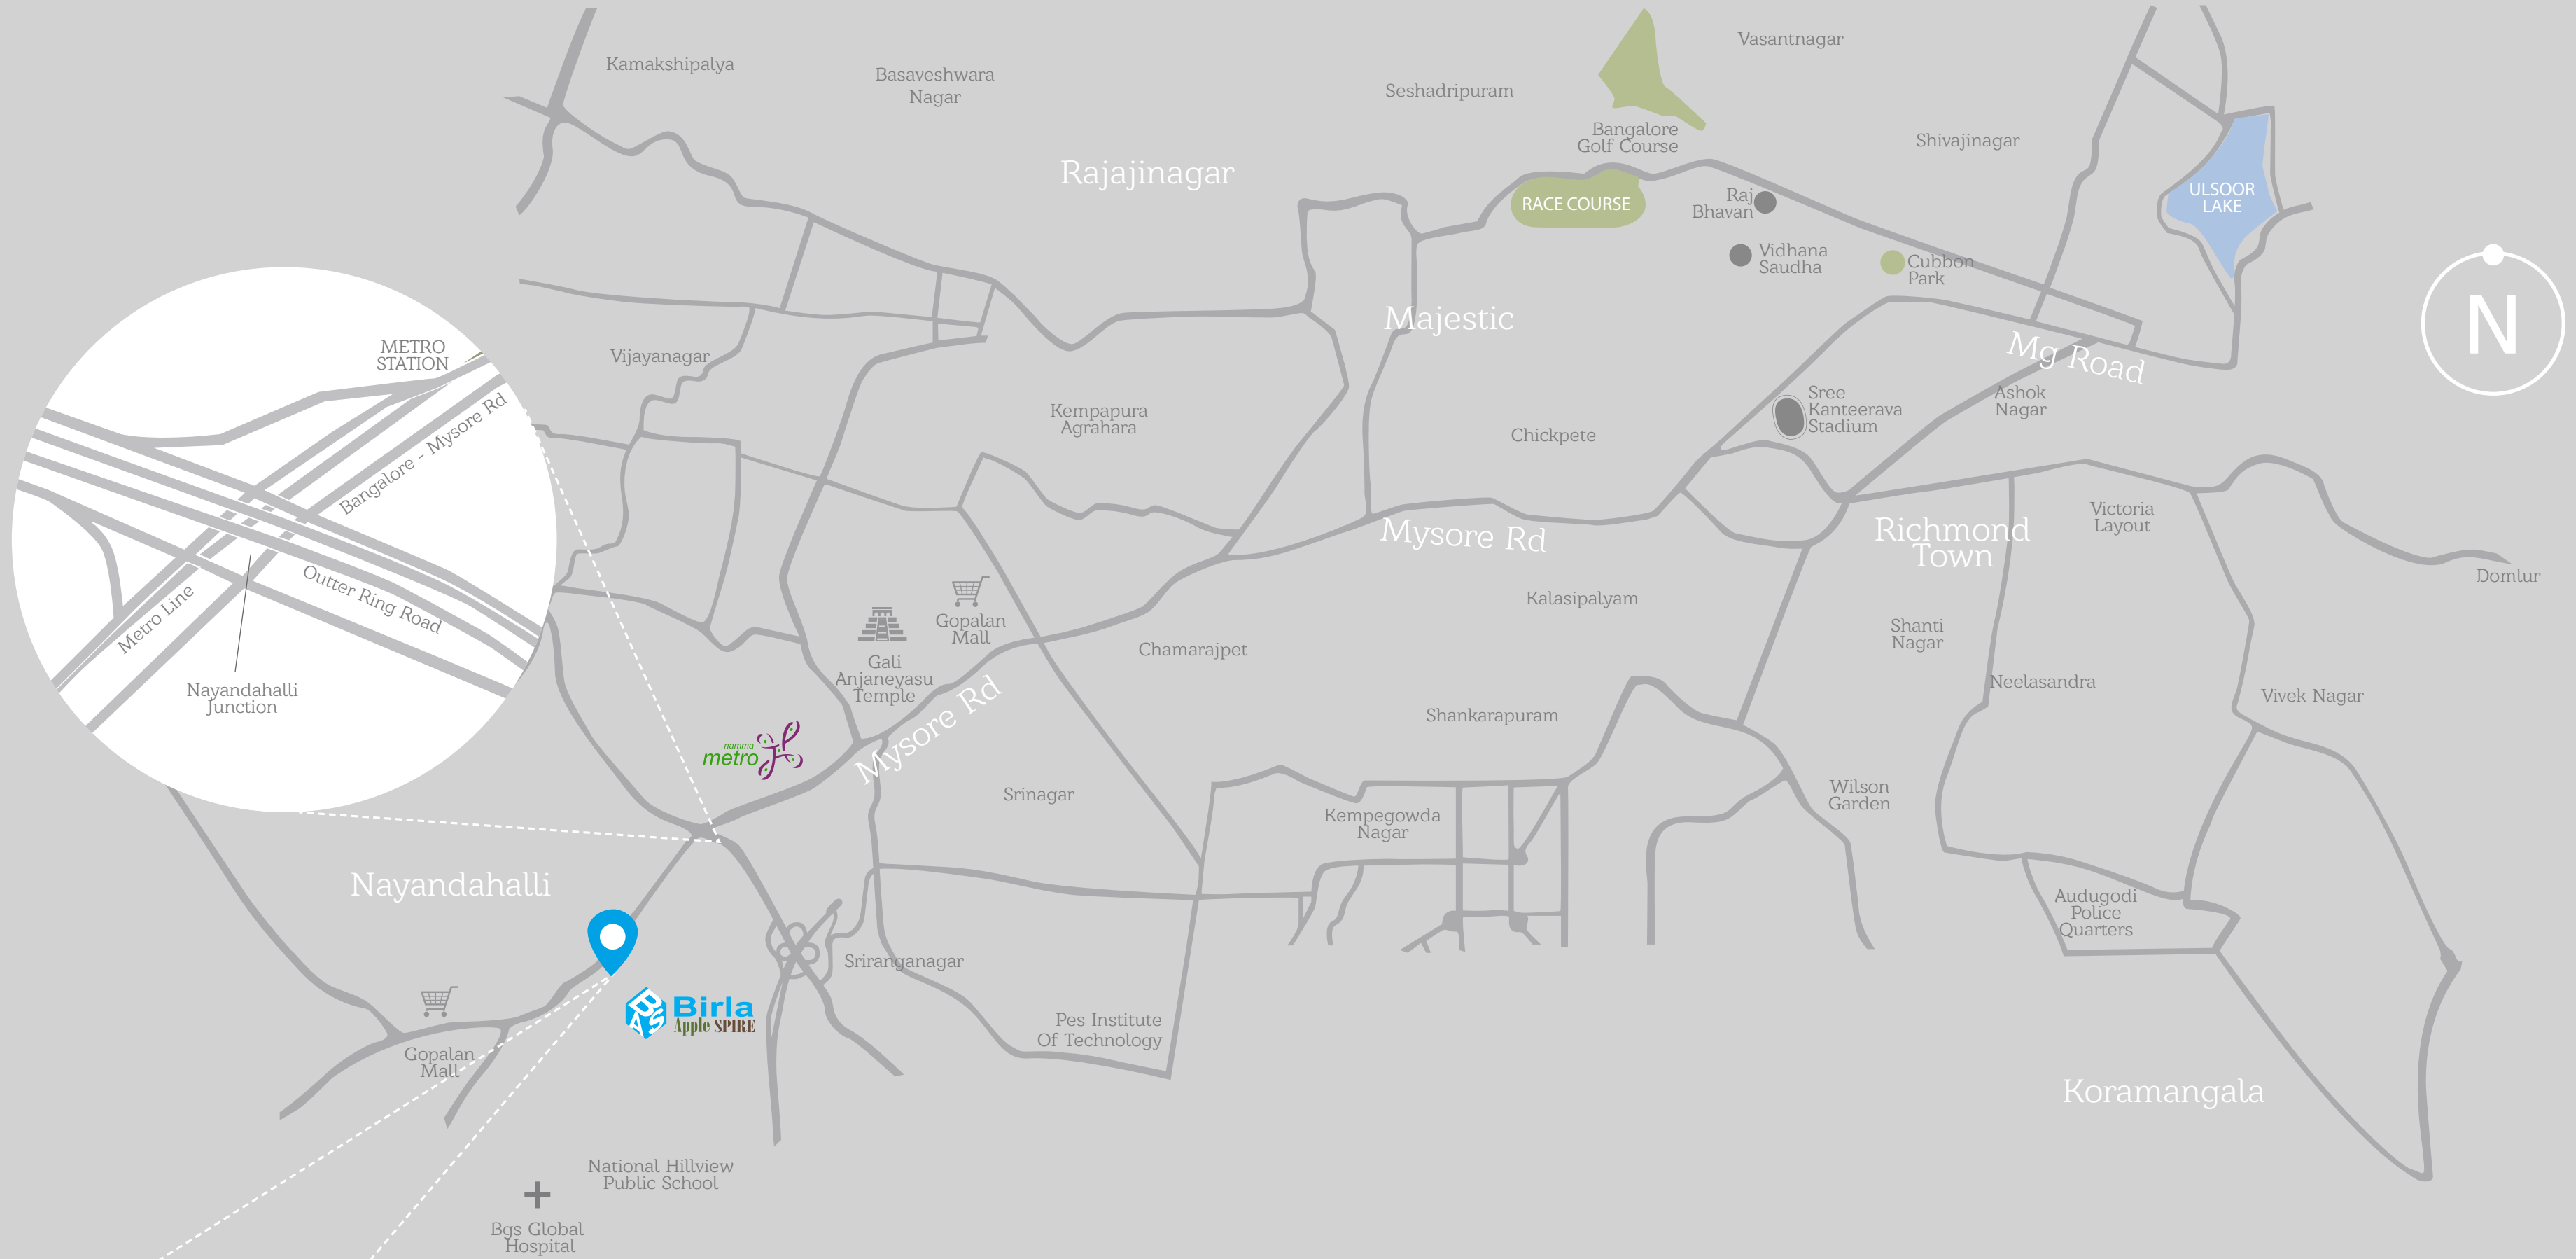 Kamakshipalya
Basaveshwara
Nagar
Vasantnagar
Seshadripuram
Bangalore
Golf Course
Shivajinagar
Rajajinagar
RACE COURSE
Raj
Bhavan
ULSOOR
LAKE
Vidhana
Saudha
Cubbon
Park
N
Majestic
Mg Road
METRO
STATION
Vijayanagar
Bangalore - Mysore Rd
Kempapura
Agrahara
Chickpete
Sree
Kanteerava
Stadium
Ashok
Nagar
Mysore Rd
Richmond
Town
Victoria
Layout
Domlur
Outter Ring Road
Metro Line
Nayandahalli
Junction
Gopalan
Mall
Gali
Anjaneyasu
Temple
Chamarajpet
Kalasipalyam
Shanti
Nagar
Neelasandra
Vivek Nagar
Mysore Rd
Shankarapuram
namma
metro
Srinagar
Kempegowda
Nagar
Wilson
Garden
Nayandahalli
Audugodi
Police
Quarters
Sriranganagar
BAS
Birla
Apple SPIRE
Gopalan
Mall
Pes Institute
Of Technology
Koramangala
National Hillview
Public School
Bgs Global
Hospital